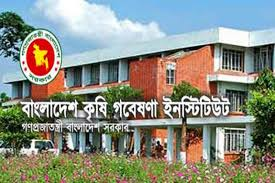 বাংলাদেশ কৃষি গবেষণা ইনস্টিটিউট
গণপ্রজাতন্ত্রী বাংলাদেশ সরকার